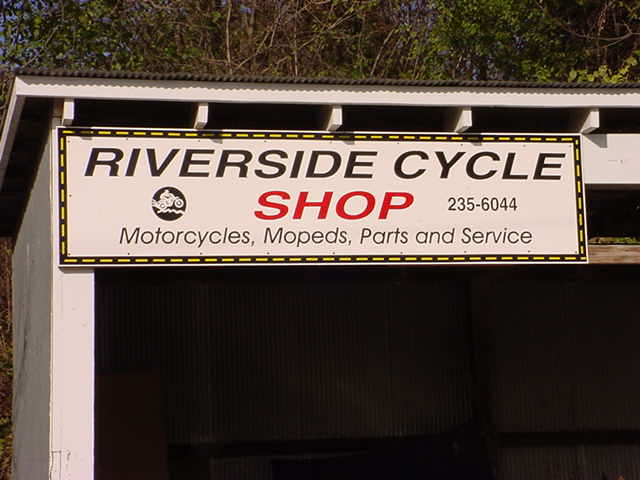 RIVERSIDE CYCLE
SHOP 235-6044
Motorcycles, Mopeds, Parts and Service